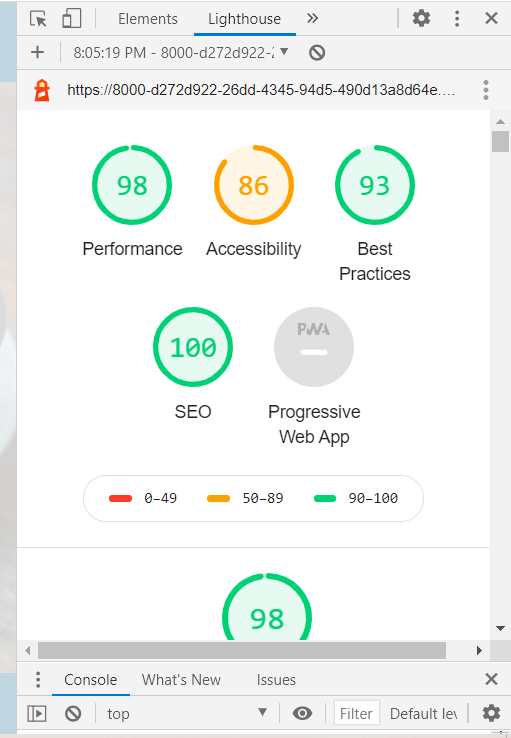 Elements Lighthouse
8:05:19 PM - 8000-d272d922-2
https://8000-d272d922-26dd-4345-94d5-490d13a8d64e....
98 86 93
Performance Accessibility Best
Practices
PWA
100
SEO Progressive
Web App
0–49 50–89 90–100
98
Console What's New Issues
top Filter Default lev